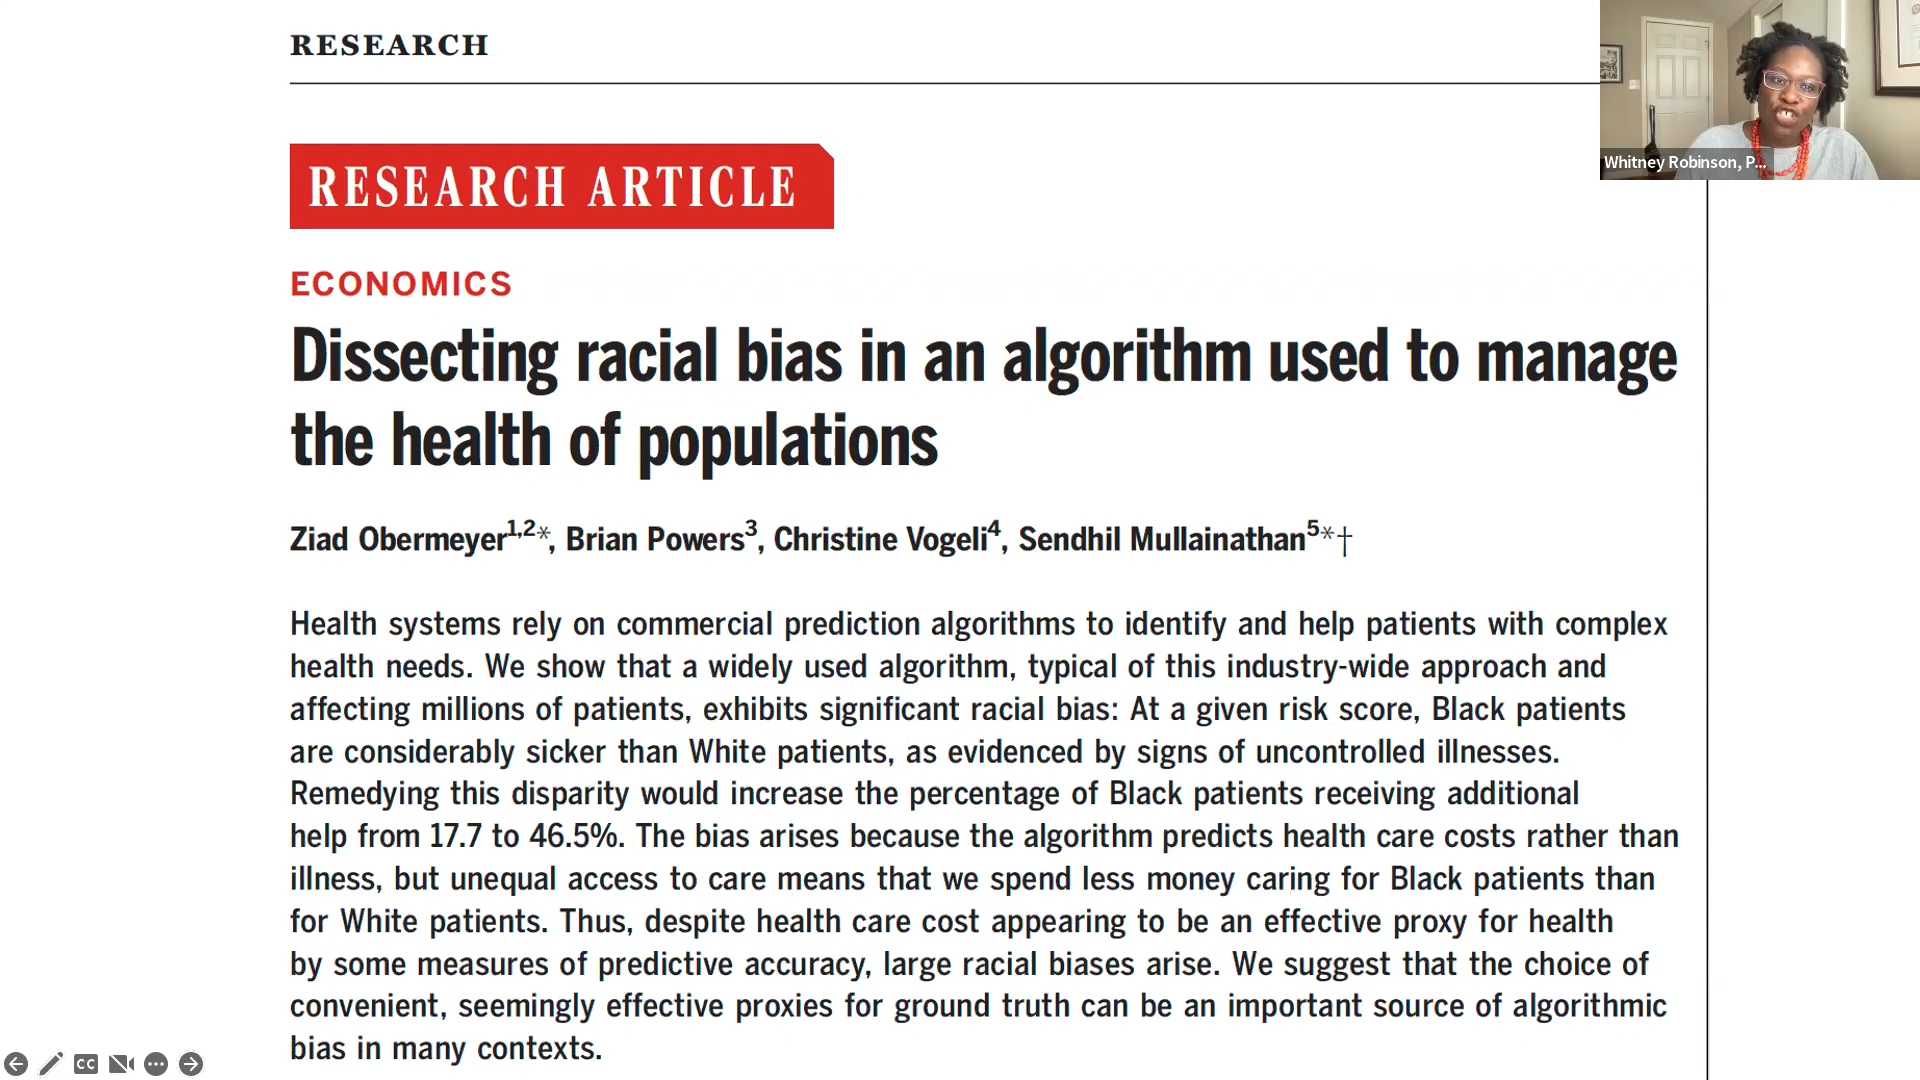 RESEARCH
RESEARCH ARTICLE
ECONOMICS
Dissecting racial bias in an algorithm used to manage
the health of populations
Ziad Obermeyer1,2*, Brian Powers3, Christine Vogeli4, Sendhil Mullainathan5*†
Health systems rely on commercial prediction algorithms to identify and help patients with complex
health needs. We show that a widely used algorithm, typical of this industry-wide approach and
affecting millions of patients, exhibits significant racial bias: At a given risk score, Black patients
are considerably sicker than White patients, as evidenced by signs of uncontrolled illnesses.
Remedying this disparity would increase the percentage of Black patients receiving additional
help from 17.7 to 46.5%. The bias arises because the algorithm predicts health care costs rather than
illness, but unequal access to care means that we spend less money caring for Black patients than
for White patients. Thus, despite health care cost appearing to be an effective proxy for health
by some measures of predictive accuracy, large racial biases arise. We suggest that the choice of
convenient, seemingly effective proxies for ground truth can be an important source of algorithmic
bias in many contexts.
Whitney Robinson, P...
CC